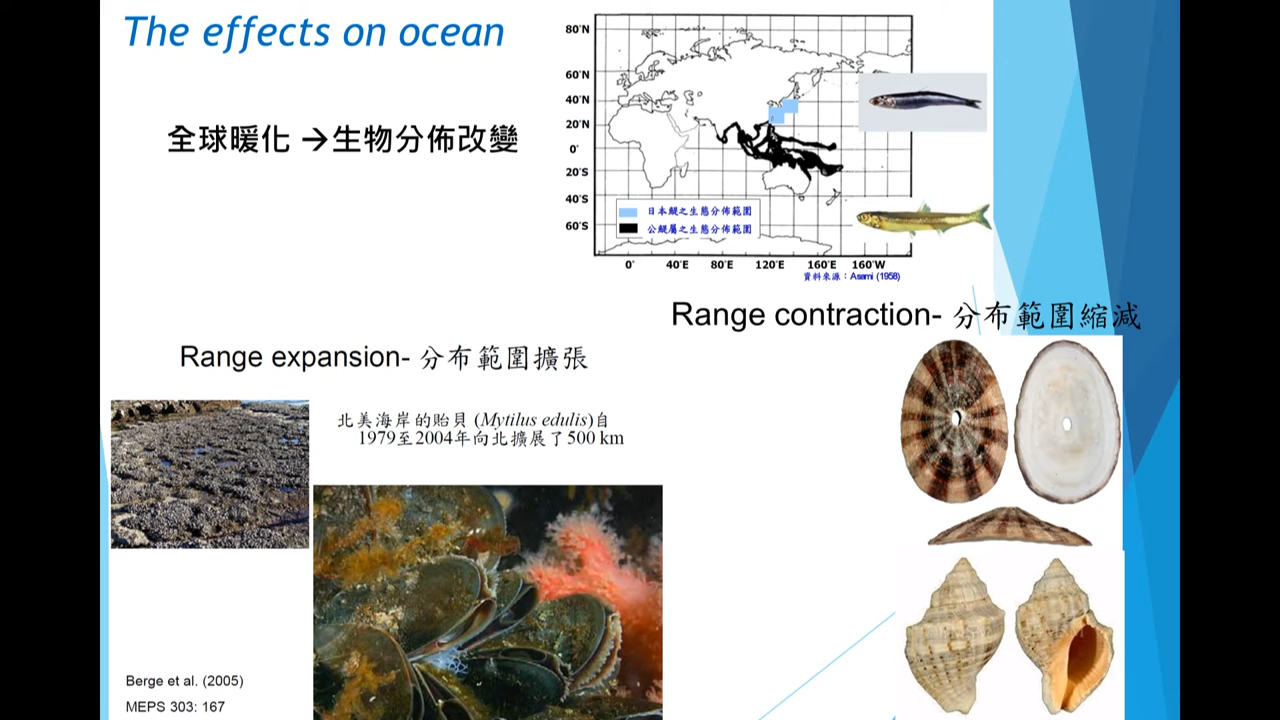 The effects on ocean
全球暖化 →生物分佈改變
80°N
60°N
40°N
20°N
0°
20°S
40°S
60°S
日本鯷之生態分佈範圍
公鯷屬之生態分佈範圍
0° 40°E 80°E 120°E 160°E 160°W
資料來源：Asami (1958)
Range contraction- 分布範圍縮減
Range expansion- 分布範圍擴張
北美海岸的貽貝 (Mytilus edulis)自
1979至2004年向北擴展了500 km
Berge et al. (2005)
MEPS 303: 167